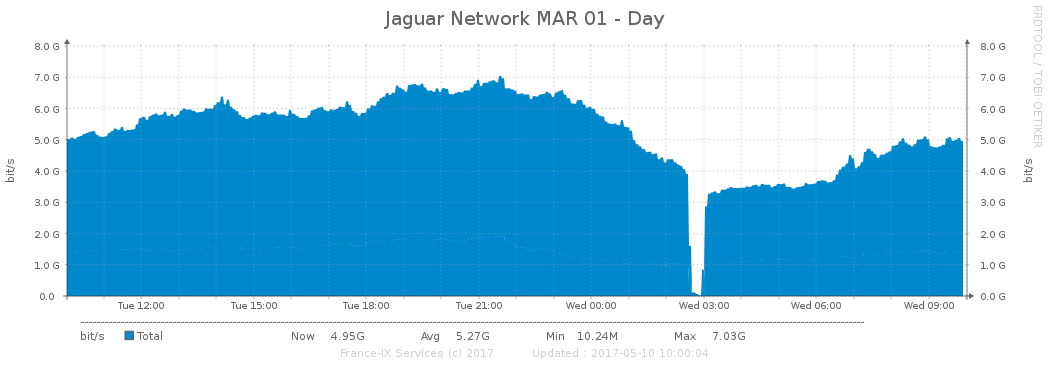 Jaguar Network MAR 01 - Day
RRDTOOL / TOBI OETIKER
8.0 G 8.0 G
7.0 G 7.0 G
6.0 G 6.0 G
5.0 G 5.0 G
4.0 G 4.0 G
3.0 G 3.0 G
2.0 G 2.0 G
1.0 G 1.0 G
0.0 0.0 G
bit/s bit/s
Tue 12:00 Tue 15:00 Tue 18:00 Tue 21:00 Wed 00:00 Wed 03:00 Wed 06:00 Wed 09:00
bit/s Total Now 4.95G Avg 5.27G Min 10.24M Max 7.03G
France-IX Services (c) 2017 Updated : 2017-05-10 10:00:04